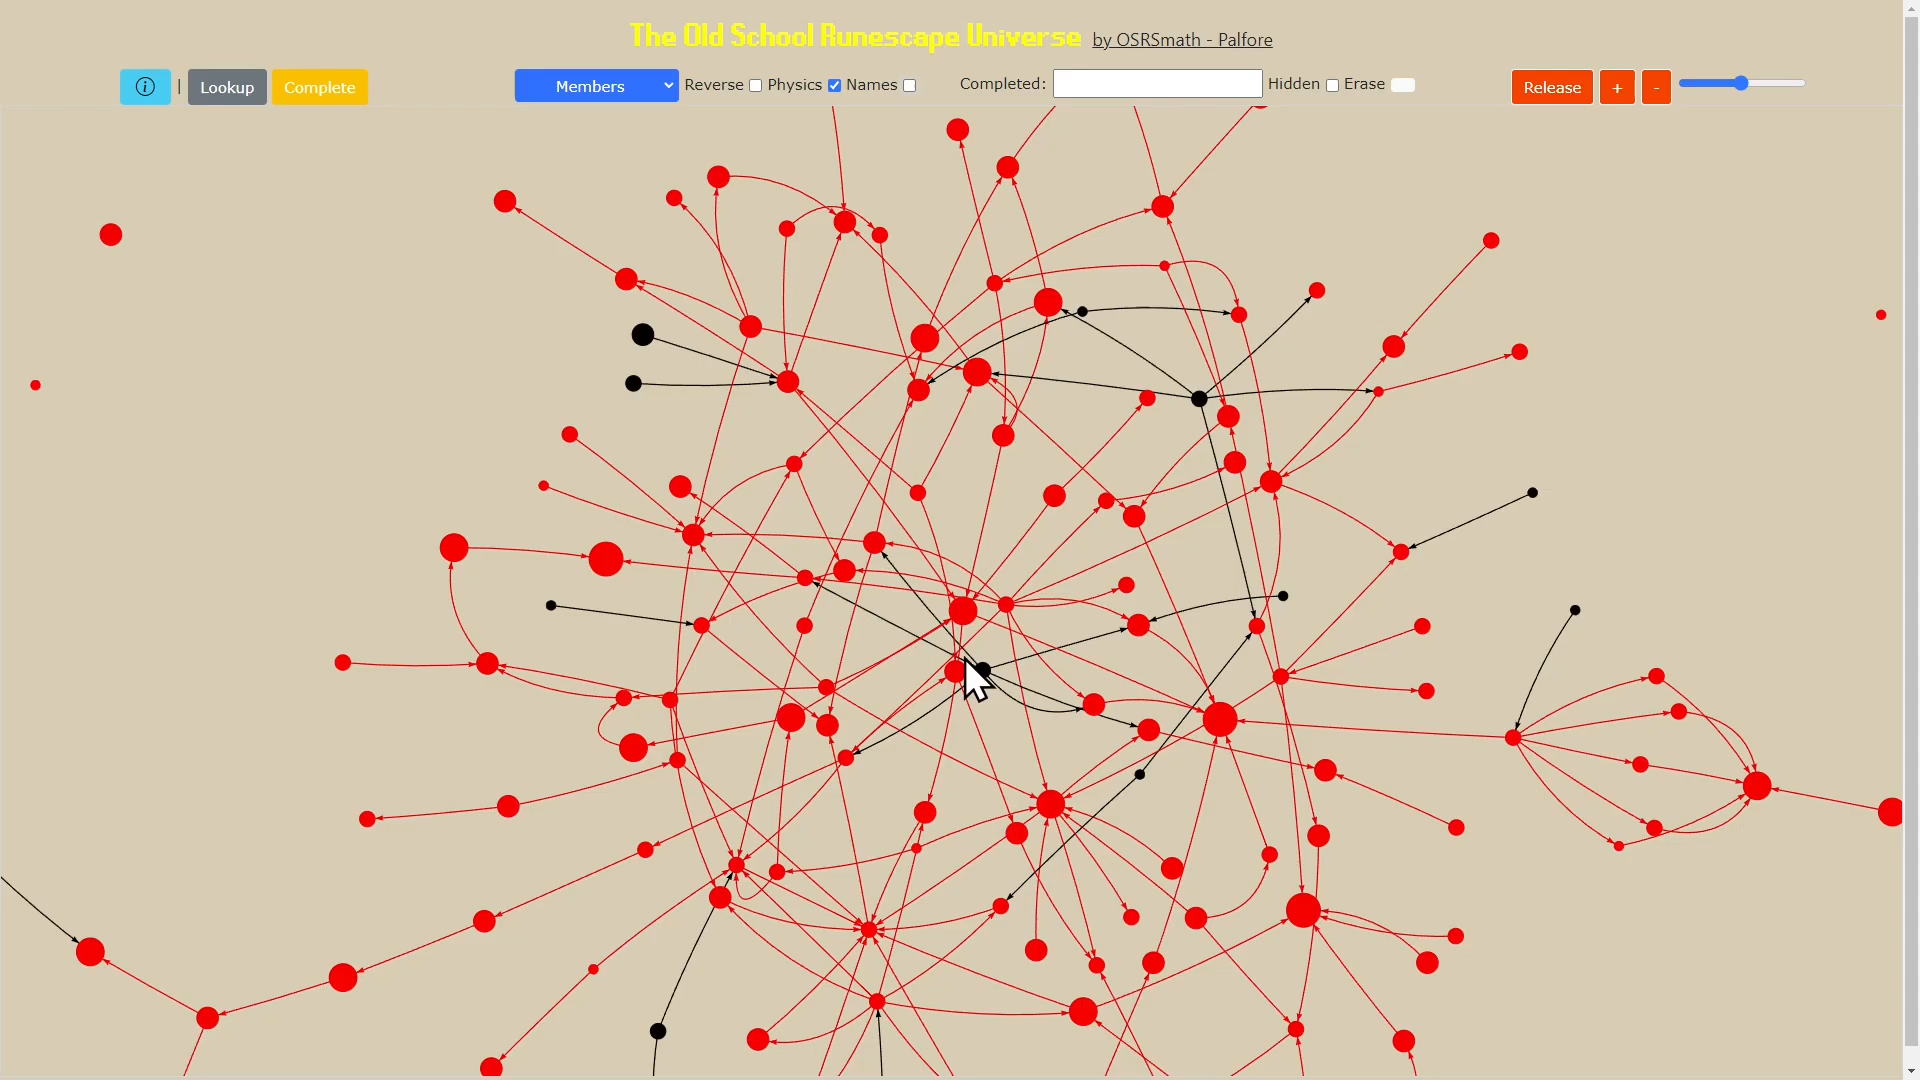 The Old School Runescape Universe by OSRSmath - Palfore
Lookup Complete Members Reverse Physics Names Completed: Hidden Erase Release + -